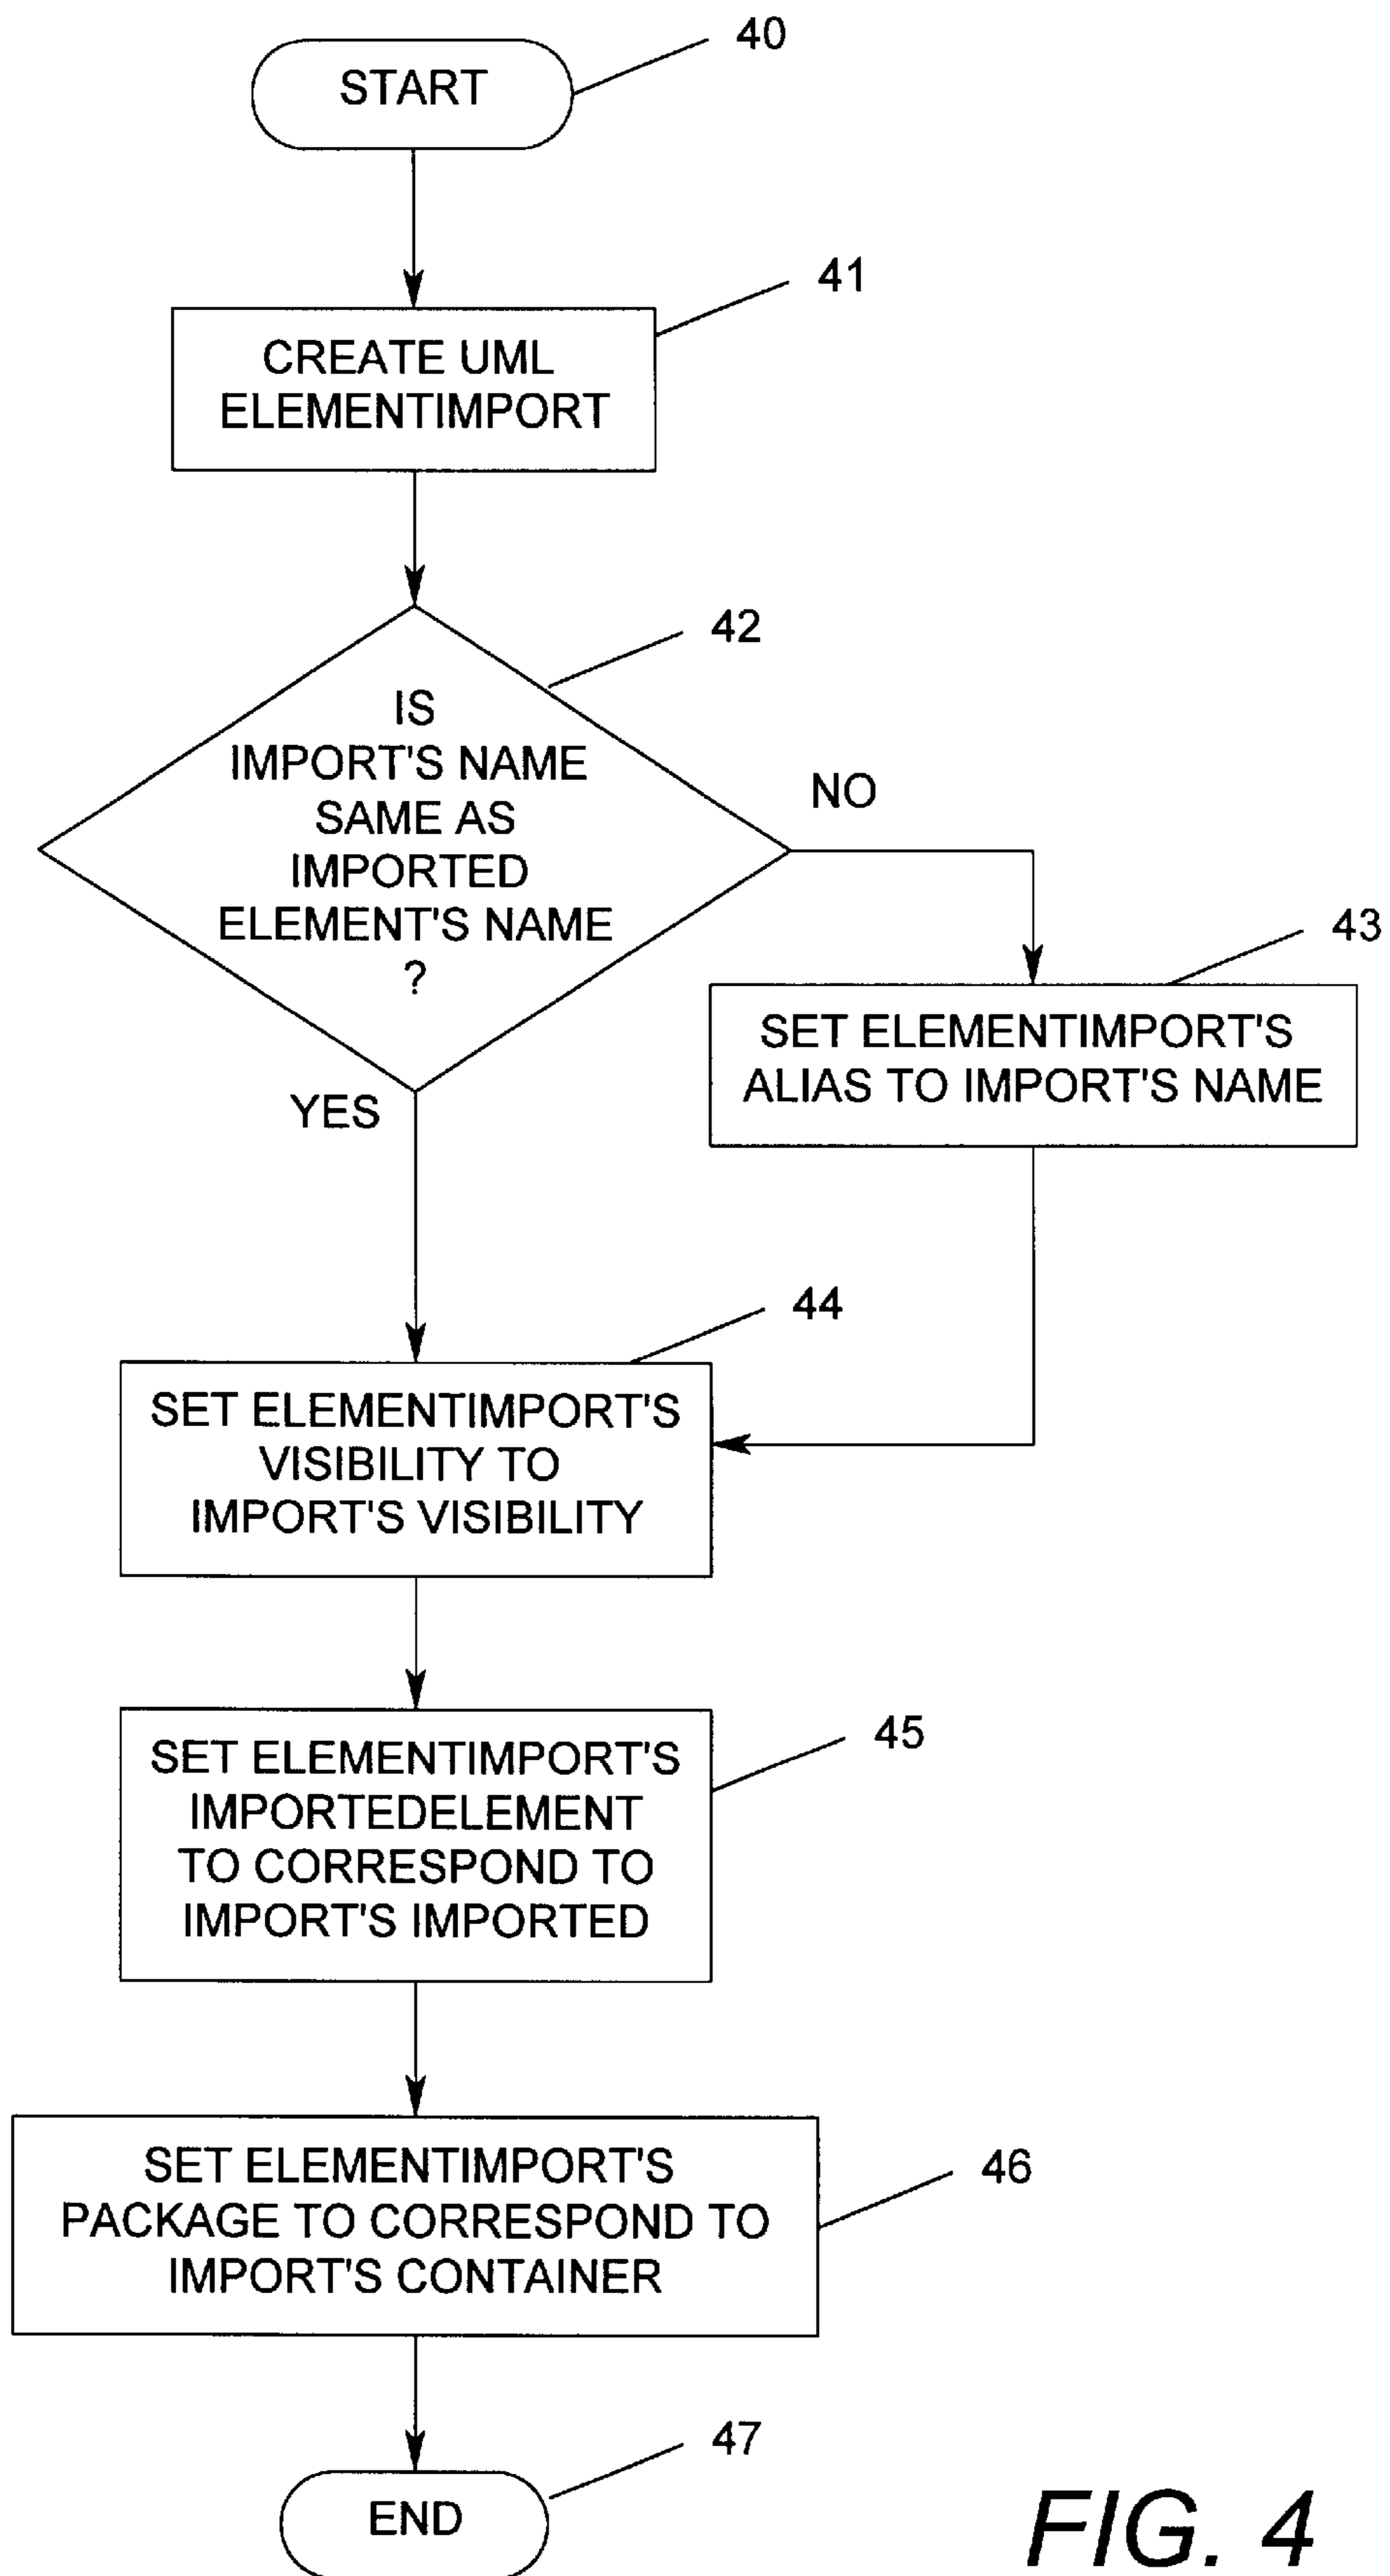 40
START
41
CREATE UML
ELEMENTIMPORT
42
IS
IMPORT'S NAME
SAME AS
IMPORTED
ELEMENT'S NAME
?
NO
43
SET ELEMENTIMPORT'S
ALIAS TO IMPORT'S NAME
YES
44
SET ELEMENTIMPORT'S
VISIBILITY TO
IMPORT'S VISIBILITY
45
SET ELEMENTIMPORT'S
IMPORTEDELEMENT
TO CORRESPOND TO
IMPORT'S IMPORTED
46
SET ELEMENTIMPORT'S
PACKAGE TO CORRESPOND TO
IMPORT'S CONTAINER
47
END
FIG. 4